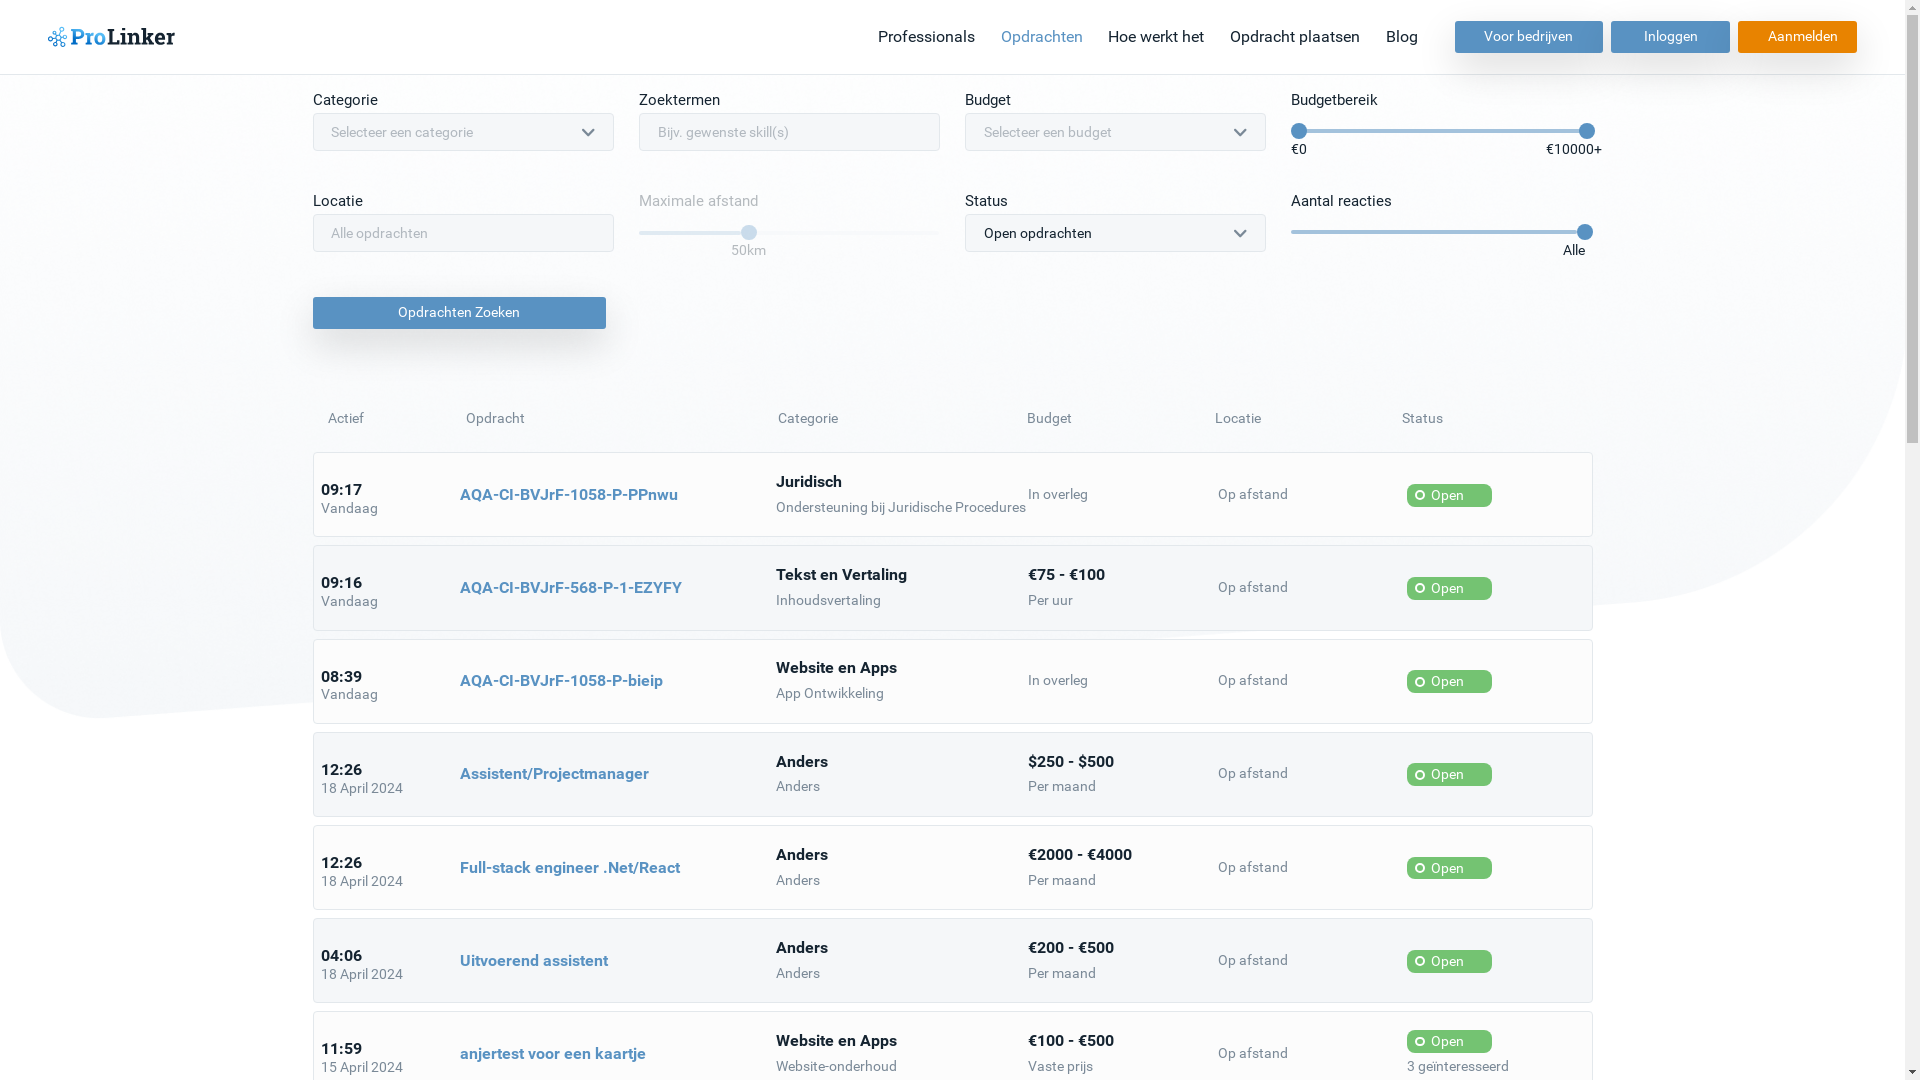 ProLinker
Professionals Opdrachten Hoe werkt het Opdracht plaatsen Blog Voor bedrijven Inloggen Aanmelden
Categorie Zoektermen Budget Budgetbereik
Selecteer een categorie Bijv. gewenste skill(s) Selecteer een budget
€0 €10000+
Locatie Maximale afstand Status Aantal reacties
Alle opdrachten Open opdrachten
50km Alle
Opdrachten Zoeken
Actief Opdracht Categorie Budget Locatie Status
09:17 AQA-CI-BVJrF-1058-P-PPnwu Juridisch In overleg Op afstand Open
Vandaag Ondersteuning bij Juridische Procedures
09:16 AQA-CI-BVJrF-568-P-1-EZYFY Tekst en Vertaling €75 - €100 Op afstand Open
Vandaag Inhoudsvertaling Per uur
08:39 AQA-CI-BVJrF-1058-P-bieip Website en Apps In overleg Op afstand Open
Vandaag App Ontwikkeling
12:26 Assistent/Projectmanager Anders $250 - $500 Op afstand Open
18 April 2024 Anders Per maand
12:26 Full-stack engineer .Net/React Anders €2000 - €4000 Op afstand Open
18 April 2024 Anders Per maand
04:06 Uitvoerend assistent Anders €200 - €500 Op afstand Open
18 April 2024 Anders Per maand
11:59 anjertest voor een kaartje Website en Apps €100 - €500 Op afstand Open
15 April 2024 Website-onderhoud Vaste prijs 3 geïnteresseerd